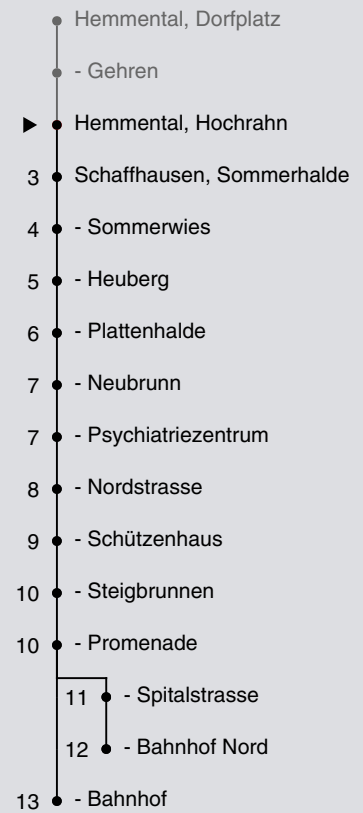 Hemmental, Dorfplatz
- Gehren
Hemmental, Hochrahn
3 Schaffhausen, Sommerhalde
4 - Sommerwies
5 - Heuberg
6 - Plattenhalde
7 - Neubrunn
7 - Psychiatriezentrum
8 - Nordstrasse
9 - Schützenhaus
10 - Steigbrunnen
10 - Promenade
11 - Spitalstrasse
12 - Bahnhof Nord
13 - Bahnhof